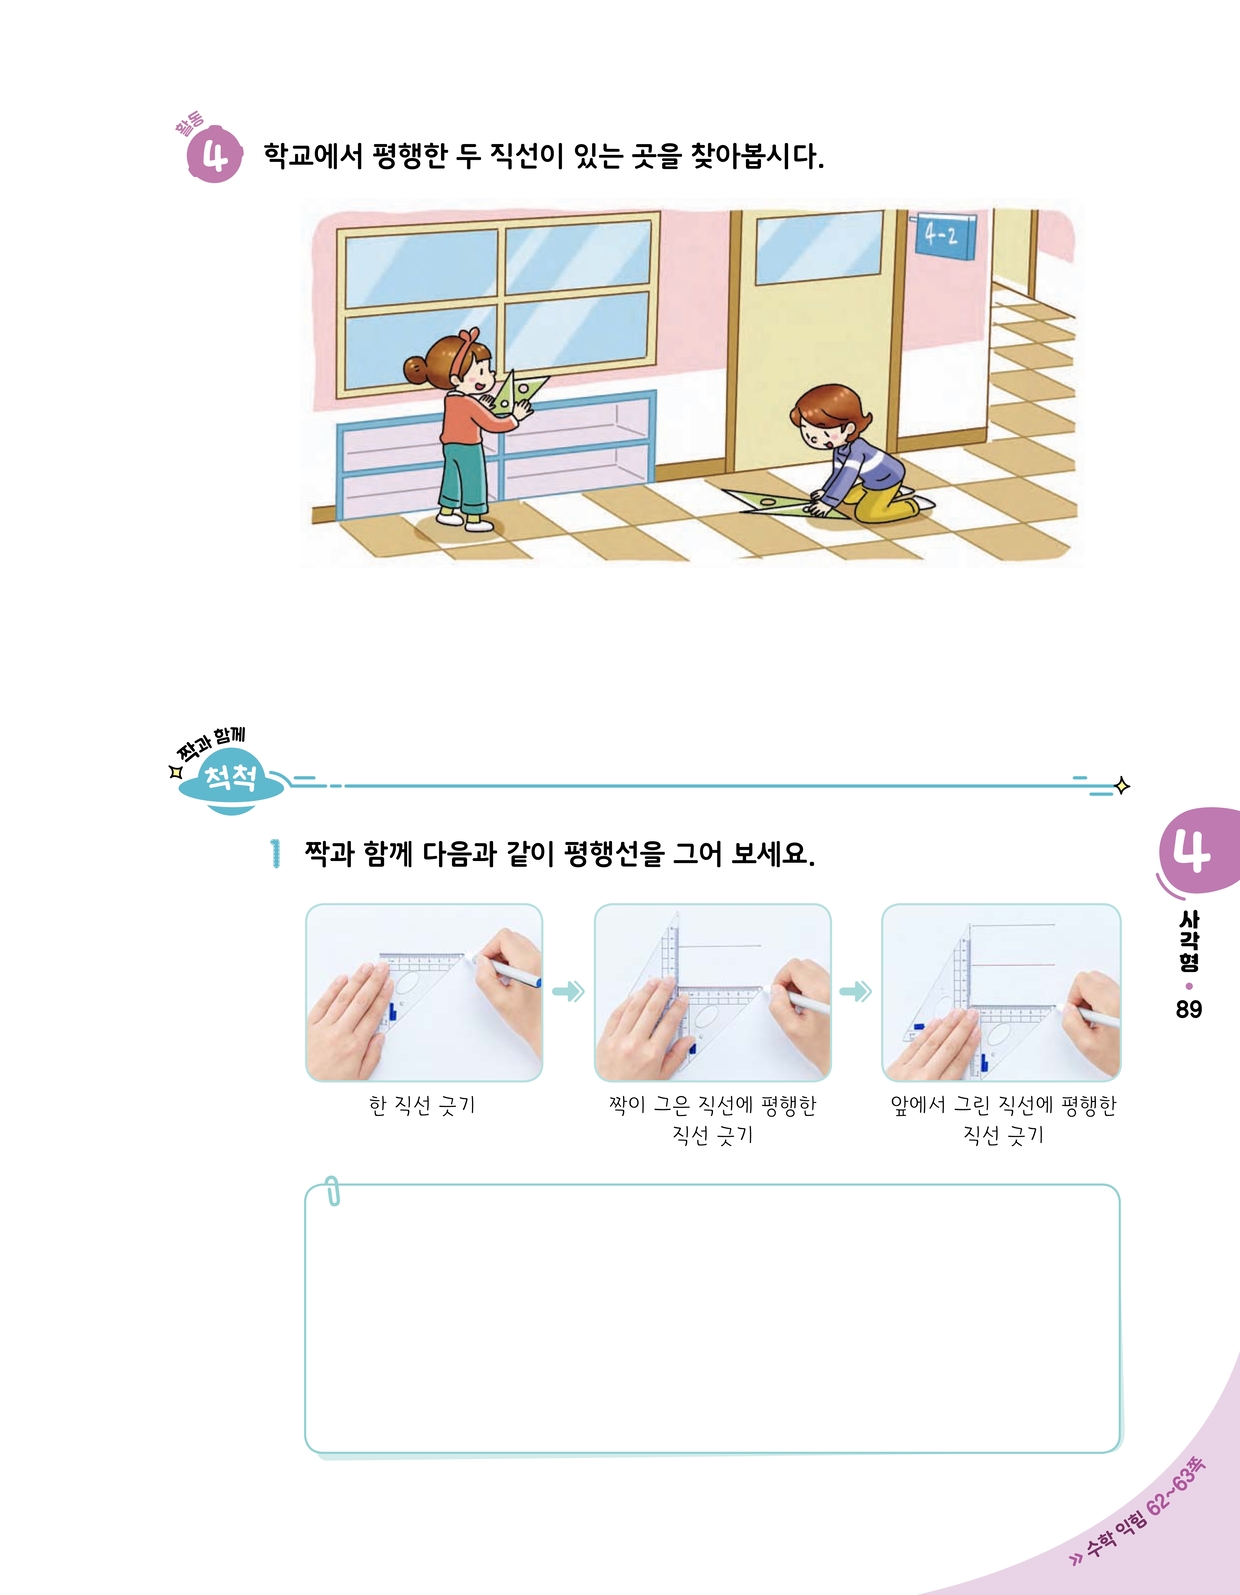 활동
4 학교에서 평행한 두 직선이 있는 곳을 찾아봅시다.
4-2
짝과 함께
척척
1 짝과 함께 다음과 같이 평행선을 그어 보세요.
한 직선 긋기
짝이 그은 직선에 평행한
직선 긋기
앞에서 그린 직선에 평행한
직선 긋기
4
사각형
•
89
» 수학 익힘 62~63쪽